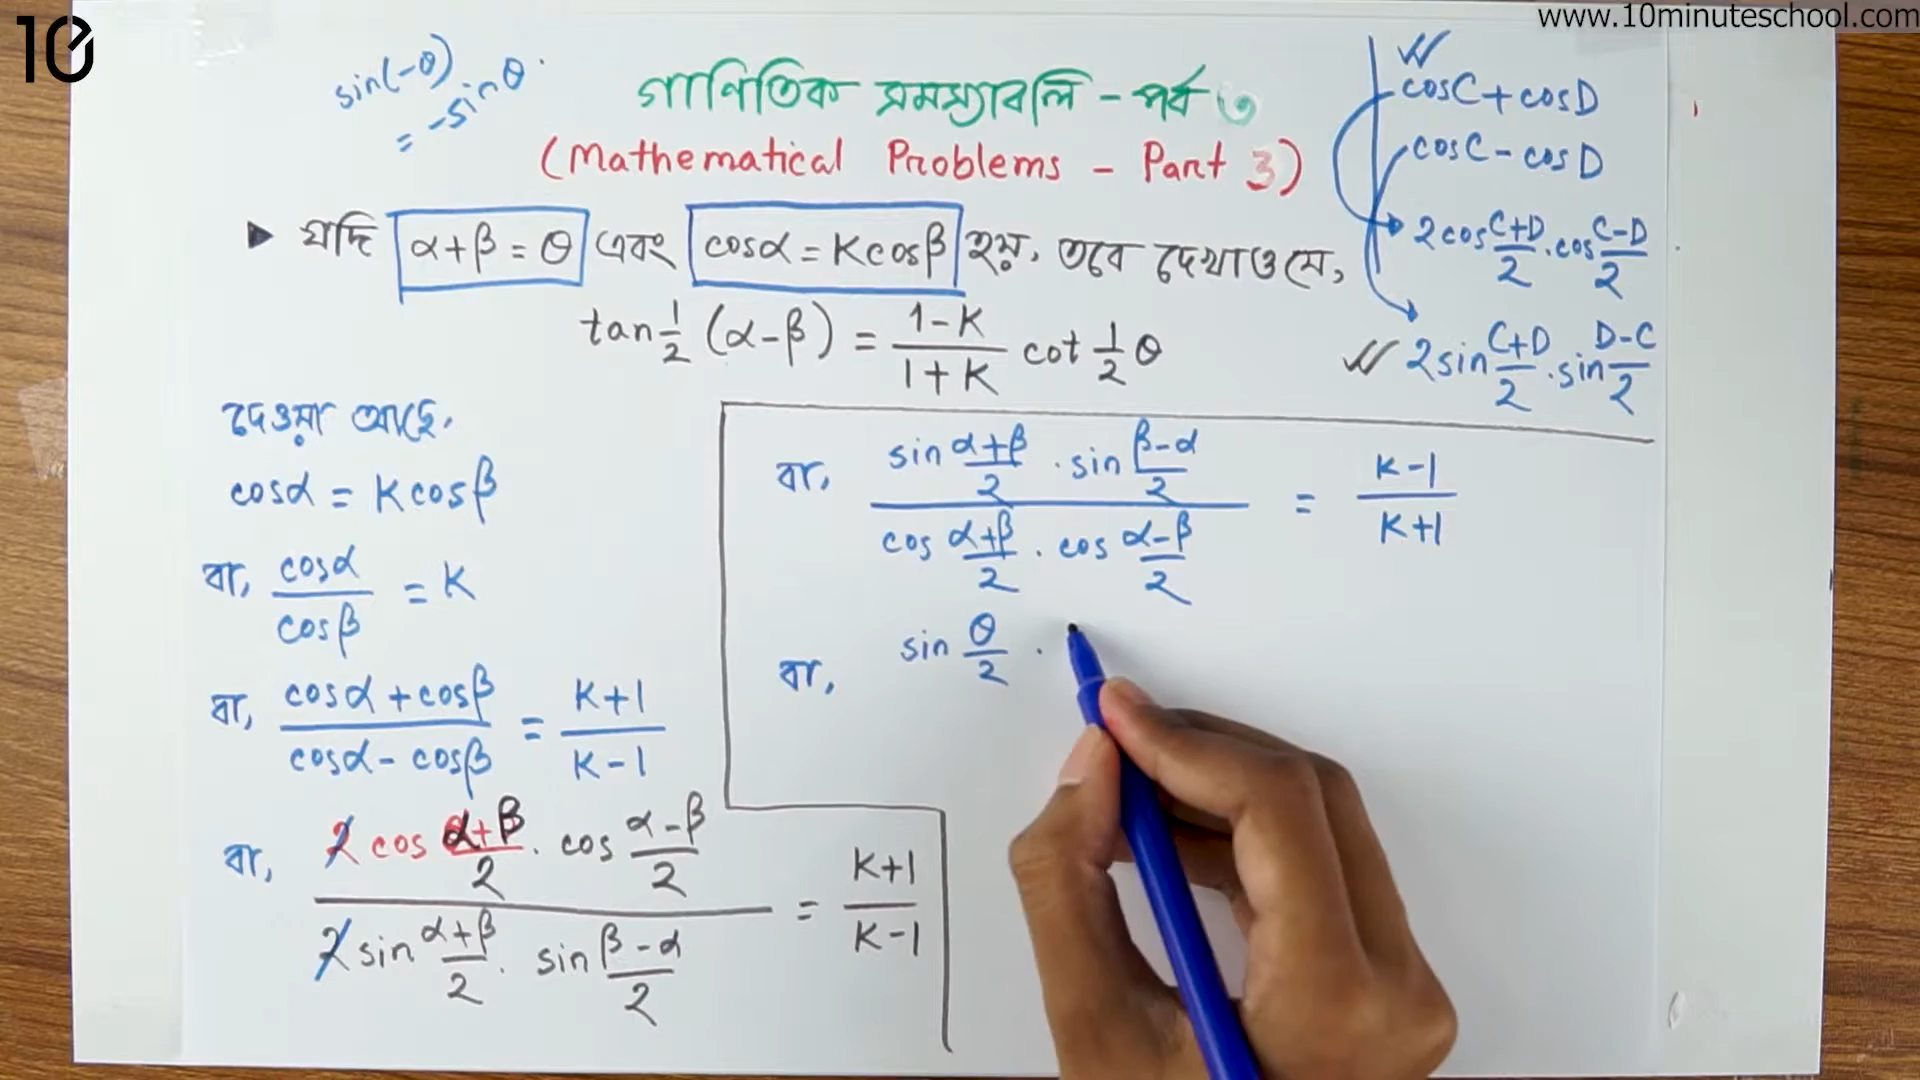 10
www.10minuteschool.com
sin(-θ)
= -sinθ
গাণিতিক সমস্যাবলি - পর্ব ৩
(Mathematical Problems - Part 3)
cosC + cosD
cosC - cosD
2cos (C+D)/2 . cos (C-D)/2
2sin (C+D)/2 . sin (D-C)/2
▶ যদি α+β = θ এবং cosα = Kcosβ হয়, তবে দেখাও যে,
tan 1/2 (α-β) = (1-K)/(1+K) cot 1/2 θ
দেওয়া আছে,
cosα = Kcosβ
বা, cosα/cosβ = K
বা, (cosα + cosβ)/(cosα - cosβ) = (K+1)/(K-1)
বা, (2 cos (α+β)/2 . cos (α-β)/2)/(2 sin (α+β)/2 . sin (β-α)/2) = (K+1)/(K-1)
বা, (sin (α+β)/2 . sin (β-α)/2)/(cos (α+β)/2 . cos (α-β)/2) = (K-1)/(K+1)
বা, sin θ/2 .